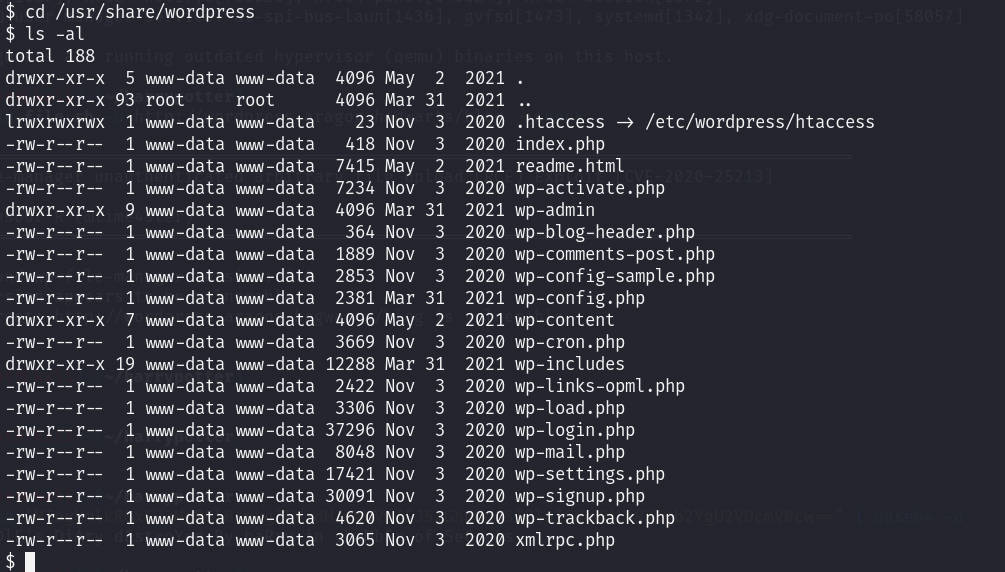 $ cd /usr/share/wordpress
$ ls -al
total 188
drwxr-xr-x  5 www-data www-data  4096 May  2  2021 .
drwxr-xr-x 93 root     root      4096 Mar 31  2021 ..
lrwxrwxrwx  1 www-data www-data    23 Nov  3  2020 .htaccess -> /etc/wordpress/htaccess
-rw-r--r--  1 www-data www-data   418 Nov  3  2020 index.php
-rw-r--r--  1 www-data www-data  7415 May  2  2021 readme.html
-rw-r--r--  1 www-data www-data  7234 Nov  3  2020 wp-activate.php
drwxr-xr-x  9 www-data www-data  4096 Mar 31  2021 wp-admin
-rw-r--r--  1 www-data www-data   364 Nov  3  2020 wp-blog-header.php
-rw-r--r--  1 www-data www-data  1889 Nov  3  2020 wp-comments-post.php
-rw-r--r--  1 www-data www-data  2853 Nov  3  2020 wp-config-sample.php
-rw-r--r--  1 www-data www-data  2381 Mar 31  2021 wp-config.php
drwxr-xr-x  7 www-data www-data  4096 May  2  2021 wp-content
-rw-r--r--  1 www-data www-data  3669 Nov  3  2020 wp-cron.php
drwxr-xr-x 19 www-data www-data 12288 Mar 31  2021 wp-includes
-rw-r--r--  1 www-data www-data  2422 Nov  3  2020 wp-links-opml.php
-rw-r--r--  1 www-data www-data  3306 Nov  3  2020 wp-load.php
-rw-r--r--  1 www-data www-data 37296 Nov  3  2020 wp-login.php
-rw-r--r--  1 www-data www-data  8048 Nov  3  2020 wp-mail.php
-rw-r--r--  1 www-data www-data 17421 Nov  3  2020 wp-settings.php
-rw-r--r--  1 www-data www-data 30091 Nov  3  2020 wp-signup.php
-rw-r--r--  1 www-data www-data  4620 Nov  3  2020 wp-trackback.php
-rw-r--r--  1 www-data www-data  3065 Nov  3  2020 xmlrpc.php
$